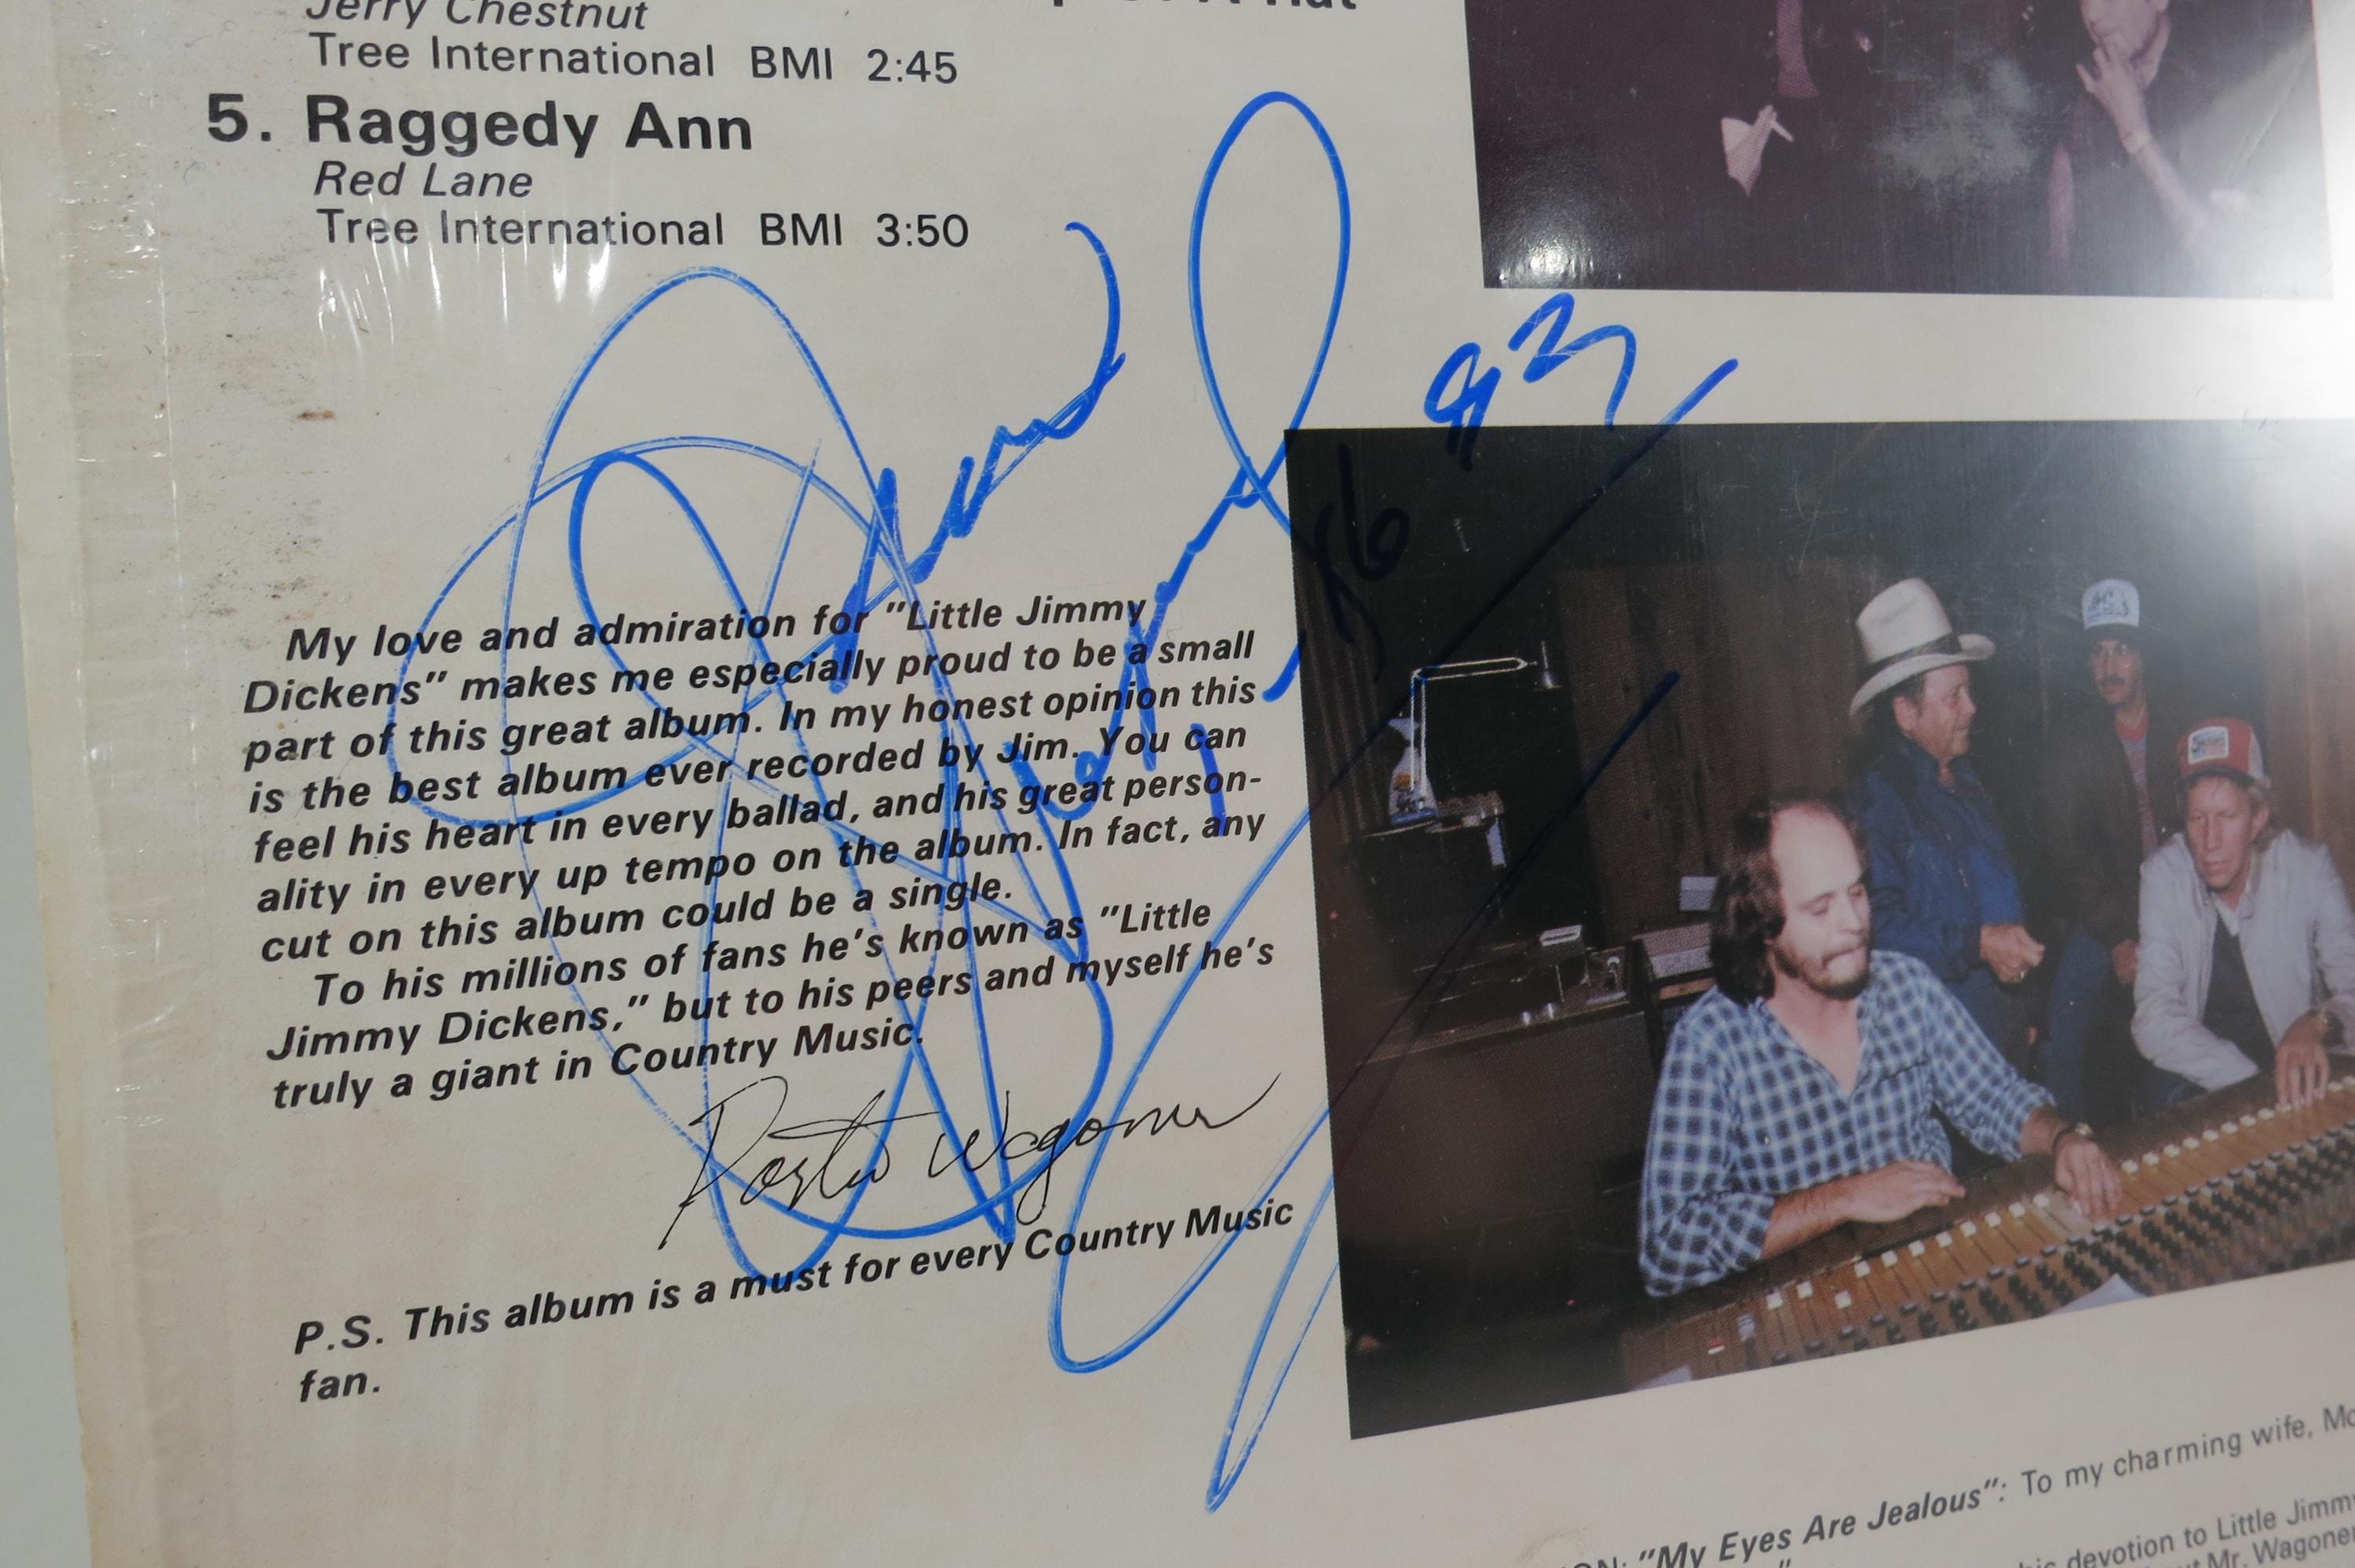 Jerry Chestnut
Tree International BMI 2:45
5. Raggedy Ann
Red Lane
Tree International BMI 3:50
My love and admiration for "Little Jimmy
Dickens" makes me especially proud to be a small
part of this great album. In my honest opinion this
is the best album ever recorded by Jim. You can
feel his heart in every ballad, and his great person-
ality in every up tempo on the album. In fact, any
cut on this album could be a single.
To his millions of fans he's known as "Little
Jimmy Dickens," but to his peers and myself he's
truly a giant in Country Music.
Porter Wagoner
P.S. This album is a must for every Country Music
fan.
"My Eyes Are Jealous": To my charming wife,
devotion to Little
Mr.